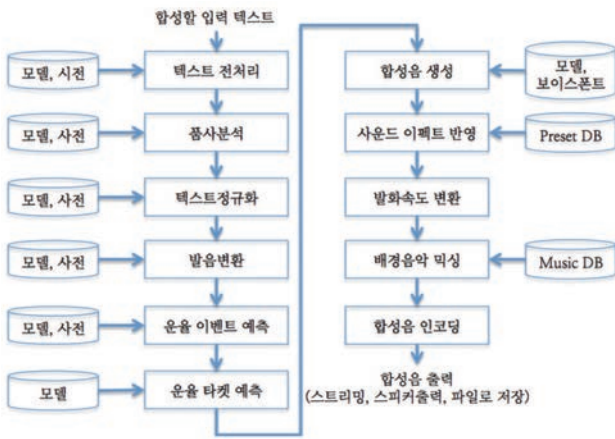 합성할 입력 텍스트
모델, 시전
텍스트 전처리
모델, 사전
품사분석
모델, 사전
텍스트정규화
모델, 사전
발음변환
모델, 사전
운율 이벤트 예측
모델
운율 타켓 예측
합성음 생성
모델,
보이스폰트
사운드 이펙트 반영
Preset DB
발화속도 변환
배경음악 믹싱
Music DB
합성음 인코딩
합성음 출력
(스트리밍, 스피커출력, 파일로 저장)